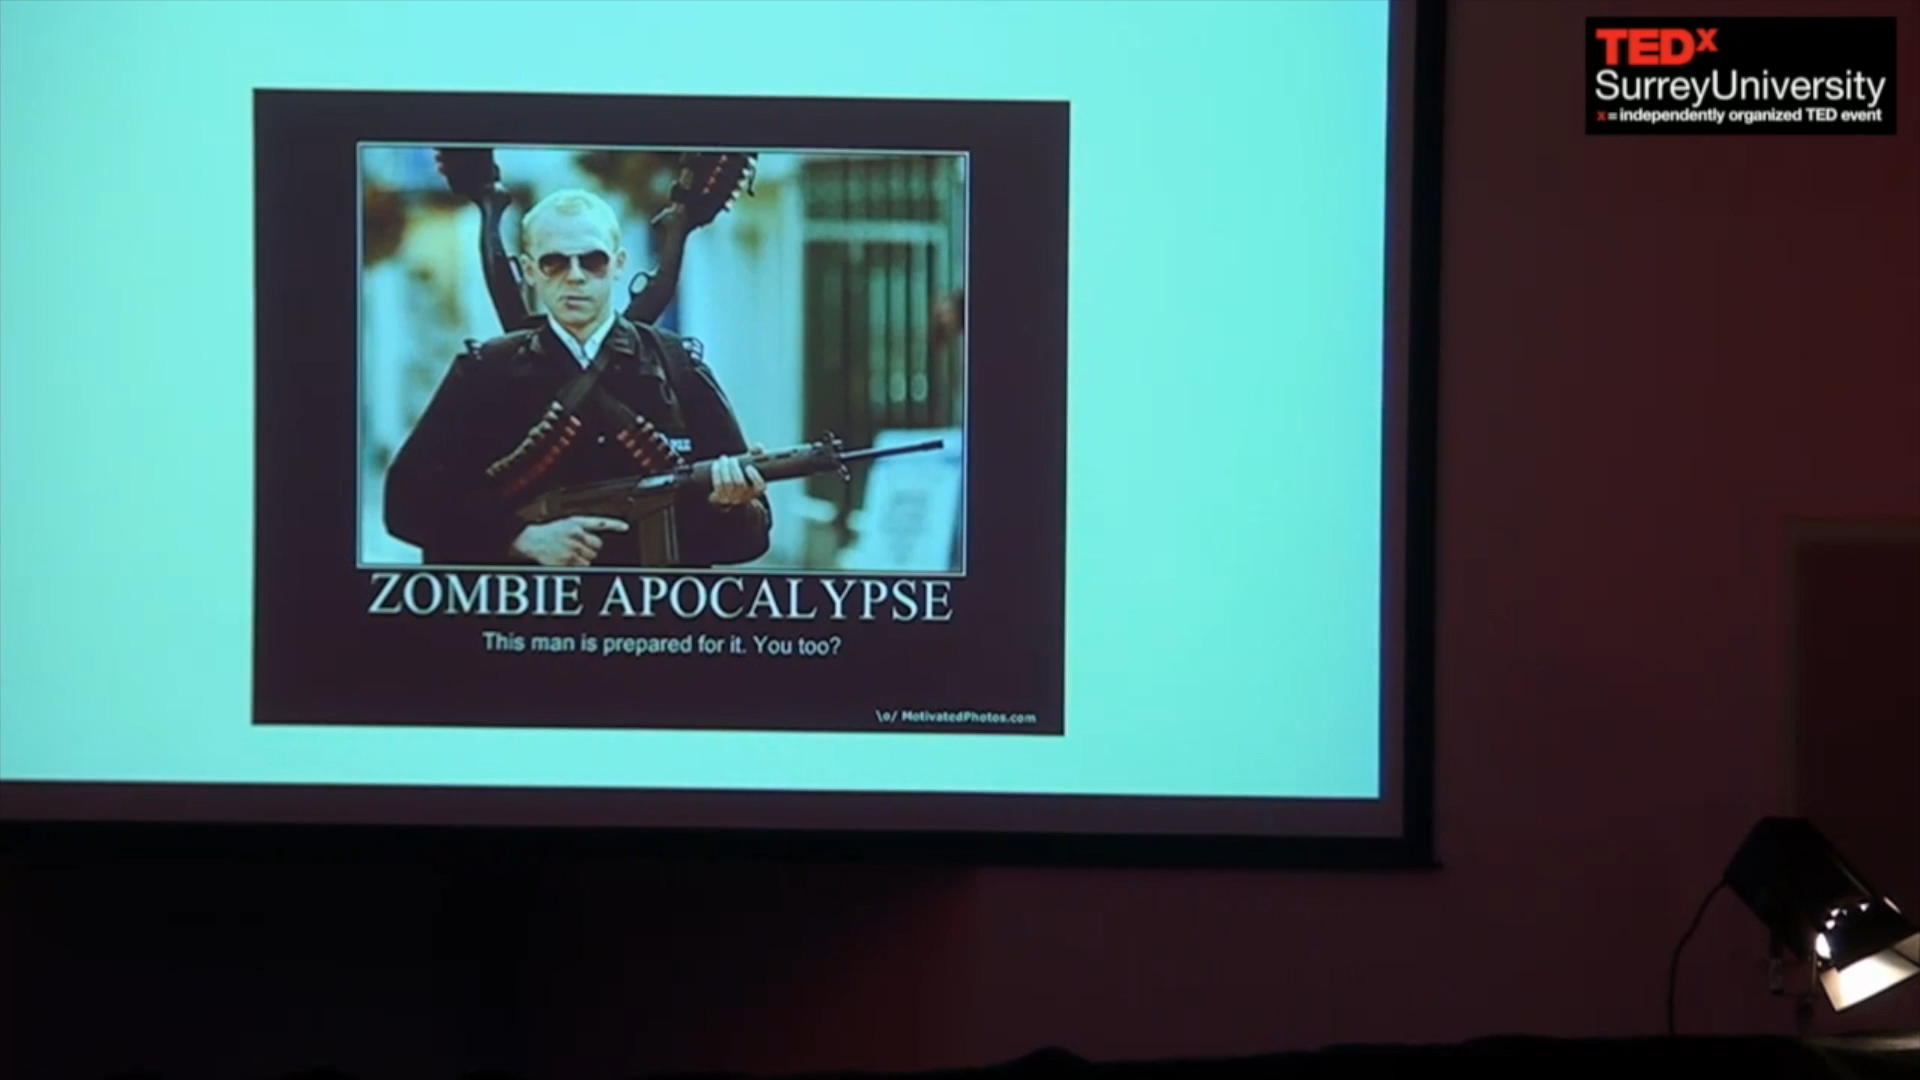 TEDx
SurreyUniversity
x = independently organized TED event
ZOMBIE APOCALYPSE
This man is prepared for it. You too?
\o/ MotivatedPhotos.com